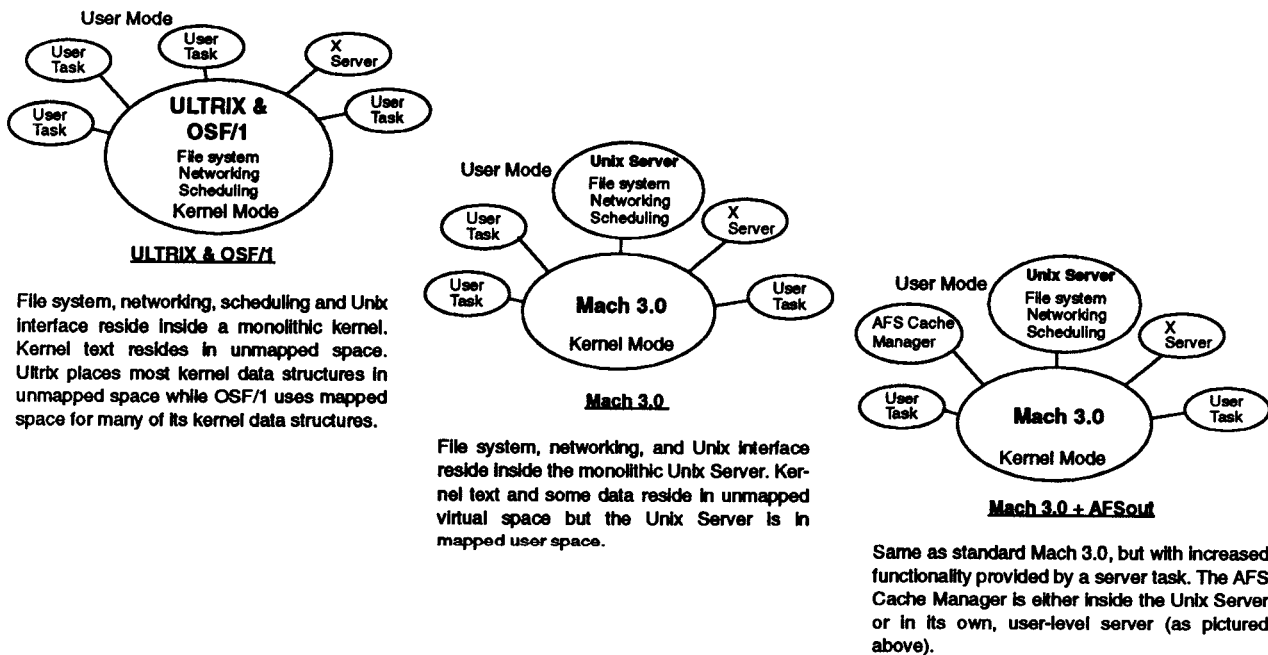 User Mode
User
Task
User
Task
X
Server
User
Task
User
Task
ULTRIX &
OSF/1
File system
Networking
Scheduling
Kernel Mode
ULTRIX & OSF/1
File system, networking, scheduling and Unix
interface reside inside a monolithic kernel.
Kernel text resides in unmapped space.
Ultrix places most kernel data structures in
unmapped space while OSF/1 uses mapped
space for many of its kernel data structures.
User Mode
Unix Server
File system
Networking
Scheduling
User
Task
X
Server
User
Task
User
Task
Mach 3.0
Kernel Mode
Mach 3.0
File system, networking, and Unix interface
reside inside the monolithic Unix Server. Ker-
nel text and some data reside in unmapped
virtual space but the Unix Server is in
mapped user space.
User Mode
Unix Server
File system
Networking
Scheduling
AFS Cache
Manager
X
Server
User
Task
User
Task
Mach 3.0
Kernel Mode
Mach 3.0 + AFSout
Same as standard Mach 3.0, but with increased
functionality provided by a server task. The AFS
Cache Manager is either inside the Unix Server
or in its own, user-level server (as pictured
above).